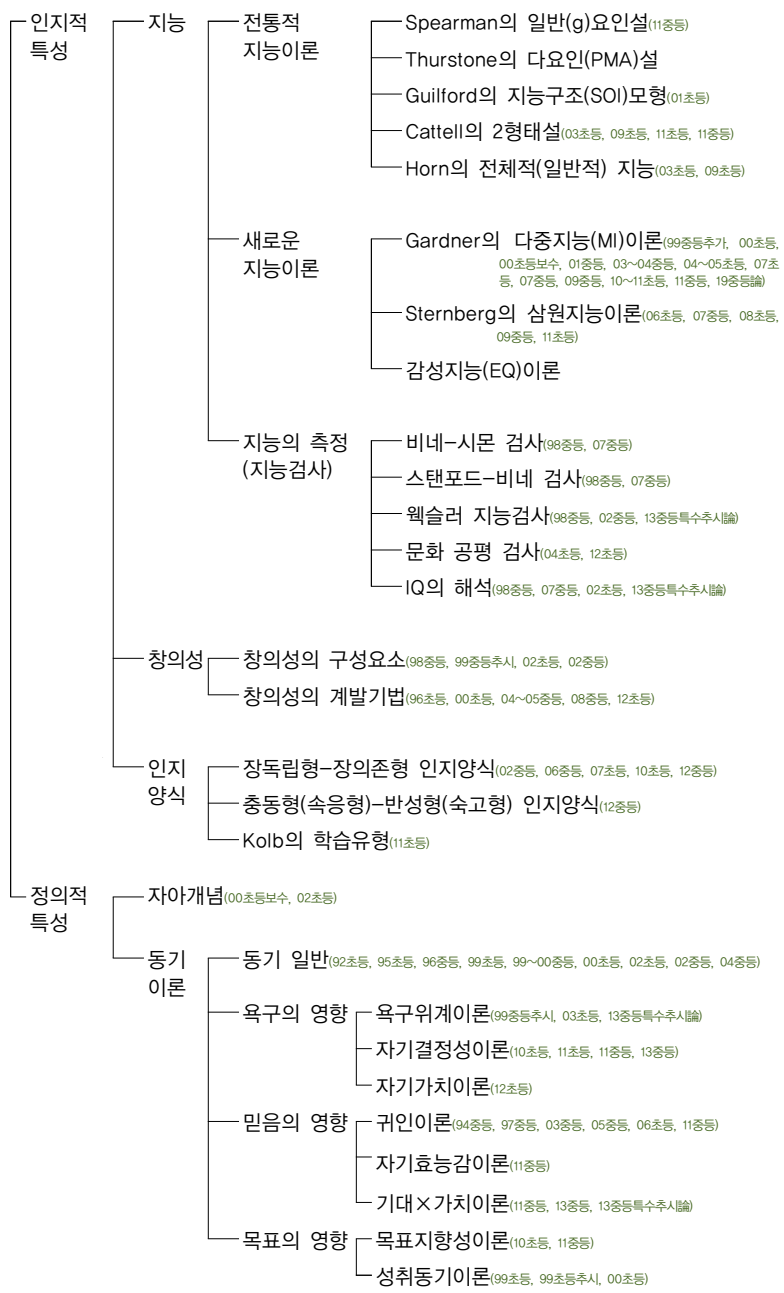 인지적 특성
지능
전통적 지능이론
Spearman의 일반(g)요인설(11중등)
Thurstone의 다요인(PMA)설
Guilford의 지능구조(SOI)모형(01초등)
Cattell의 2형태설(03초등, 09초등, 11초등, 11중등)
Horn의 전체적(일반적) 지능(03초등, 09초등)
새로운 지능이론
Gardner의 다중지능(MI)이론(99중등추가, 00초등,
00초등보수, 01중등, 03～04중등, 04～05초등, 07초
등, 07중등, 09중등, 10～11초등, 11중등, 19중등論)
Sternberg의 삼원지능이론(06초등, 07중등, 08초등,
09중등, 11초등)
감성지능(EQ)이론
지능의 측정
(지능검사)
비네-시몬 검사(98중등, 07중등)
스탠포드-비네 검사(98중등, 07중등)
웩슬러 지능검사(98중등, 02중등, 13중등특수추시論)
문화 공평 검사(04초등, 12초등)
IQ의 해석(98중등, 07중등, 02초등, 13중등특수추시論)
창의성
창의성의 구성요소(98중등, 99중등추시, 02초등, 02중등)
창의성의 계발기법(96초등, 00초등, 04～05중등, 08중등, 12초등)
인지
양식
장독립형-장의존형 인지양식(02중등, 06중등, 07초등, 10초등, 12중등)
충동형(속응형)-반성형(숙고형) 인지양식(12중등)
Kolb의 학습유형(11초등)
정의적
특성
자아개념(00초등보수, 02초등)
동기
이론
동기 일반(92초등, 95초등, 96중등, 99초등, 99～00중등, 00초등, 02초등, 02중등, 04중등)
욕구의 영향
욕구위계이론(99중등추시, 03초등, 13중등특수추시論)
자기결정성이론(10초등, 11초등, 11중등, 13중등)
자기가치이론(12초등)
믿음의 영향
귀인이론(94중등, 97중등, 03중등, 05중등, 06초등, 11중등)
자기효능감이론(11중등)
기대×가치이론(11중등, 13중등, 13중등특수추시論)
목표의 영향
목표지향성이론(10초등, 11중등)
성취동기이론(99초등, 99초등추시, 00초등)